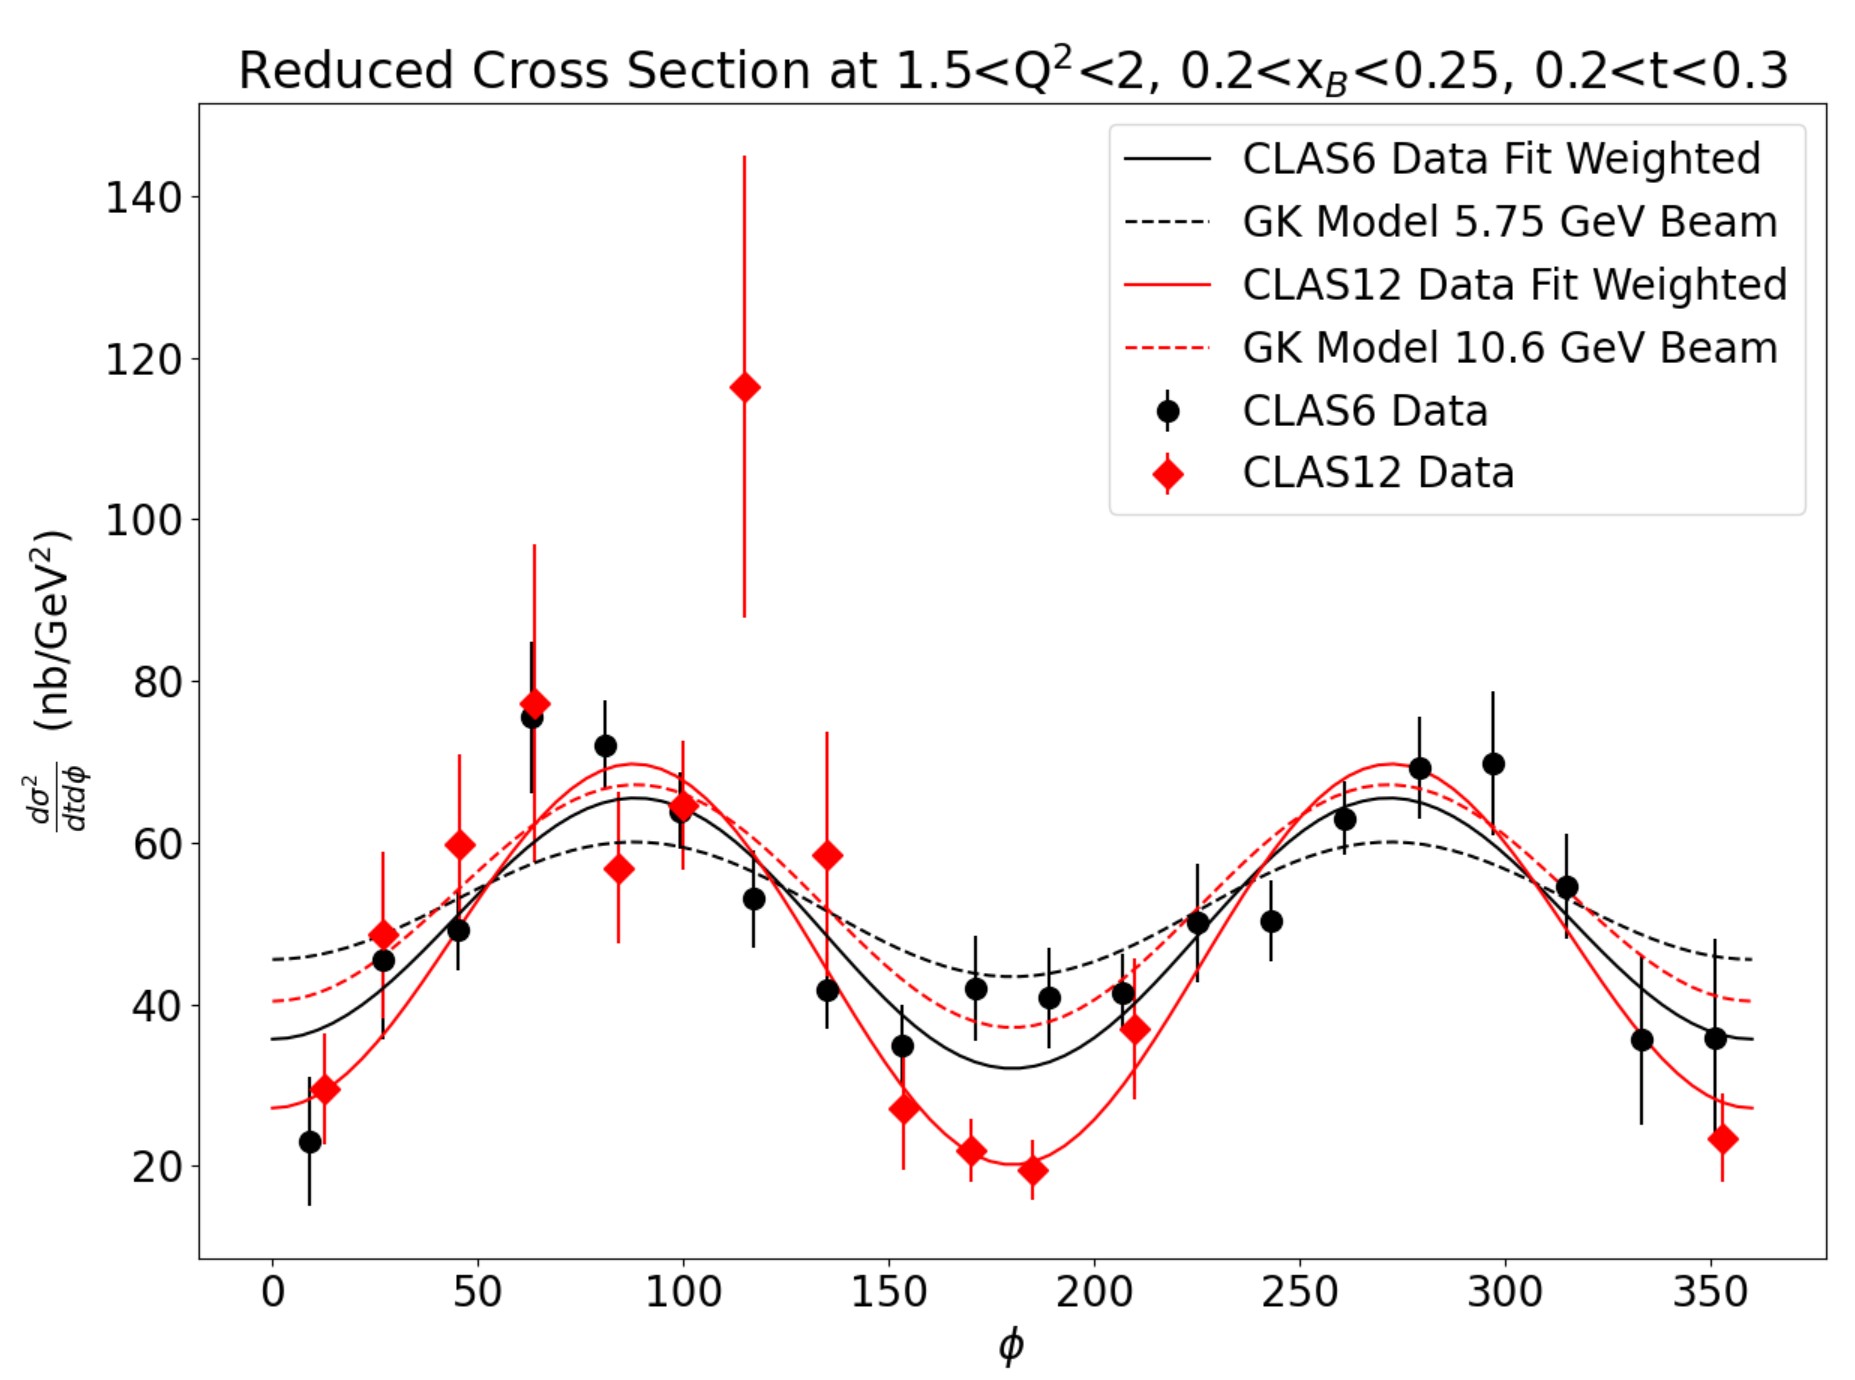 Reduced Cross Section at 1.5<Q²<2, 0.2<x_B<0.25, 0.2<t<0.3
CLAS6 Data Fit Weighted
GK Model 5.75 GeV Beam
CLAS12 Data Fit Weighted
GK Model 10.6 GeV Beam
CLAS6 Data
CLAS12 Data
140
120
100
80
60
40
20
dσ²/dtdϕ (nb/GeV²)
0 50 100 150 200 250 300 350
ϕ